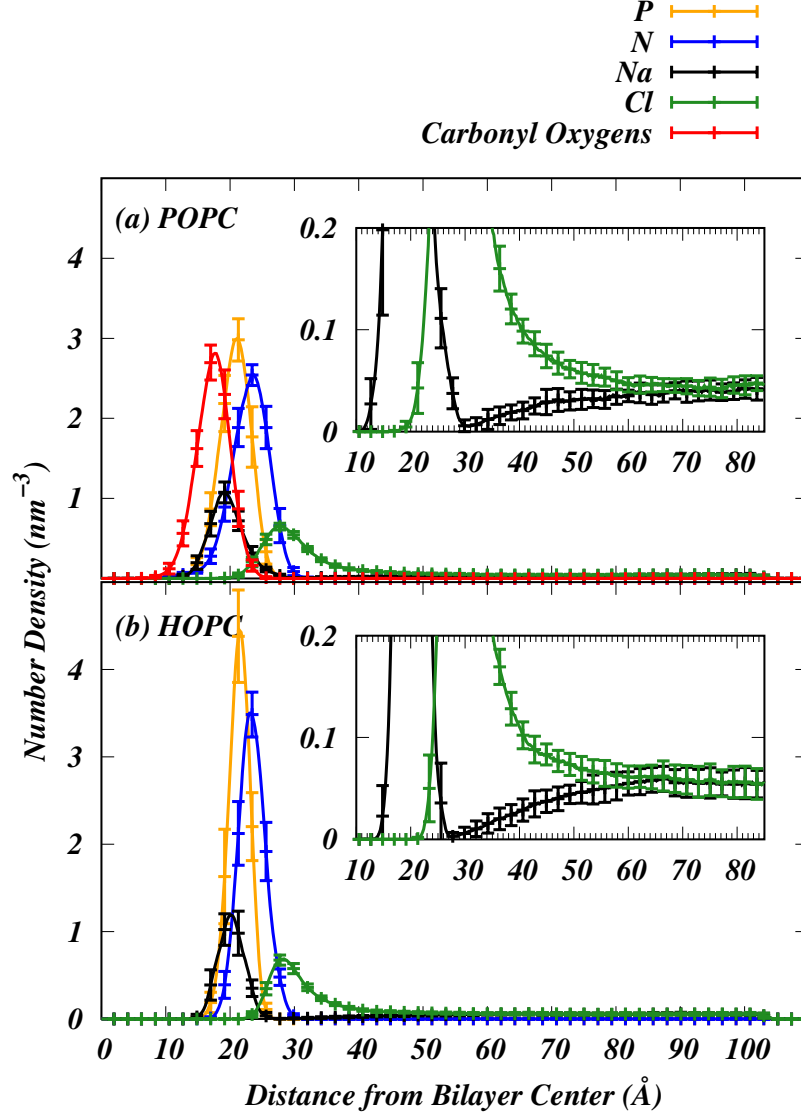 P
N
Na
Cl
Carbonyl Oxygens
(a) POPC
0.2
0.1
0
10 20 30 40 50 60 70 80
4
3
2
1
(b) HOPC
0.2
0.1
0
10 20 30 40 50 60 70 80
4
3
2
1
0
0 10 20 30 40 50 60 70 80 90 100
Number Density (nm⁻³)
Distance from Bilayer Center (Å)